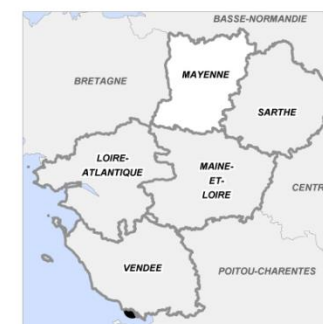 BASSE-NORMANDIE
MAYENNE
BRETAGNE
SARTHE
LOIRE-
ATLANTIQUE
MAINE-
ET-
LOIRE
CENTR
VENDEE
POITOU-CHARENTES